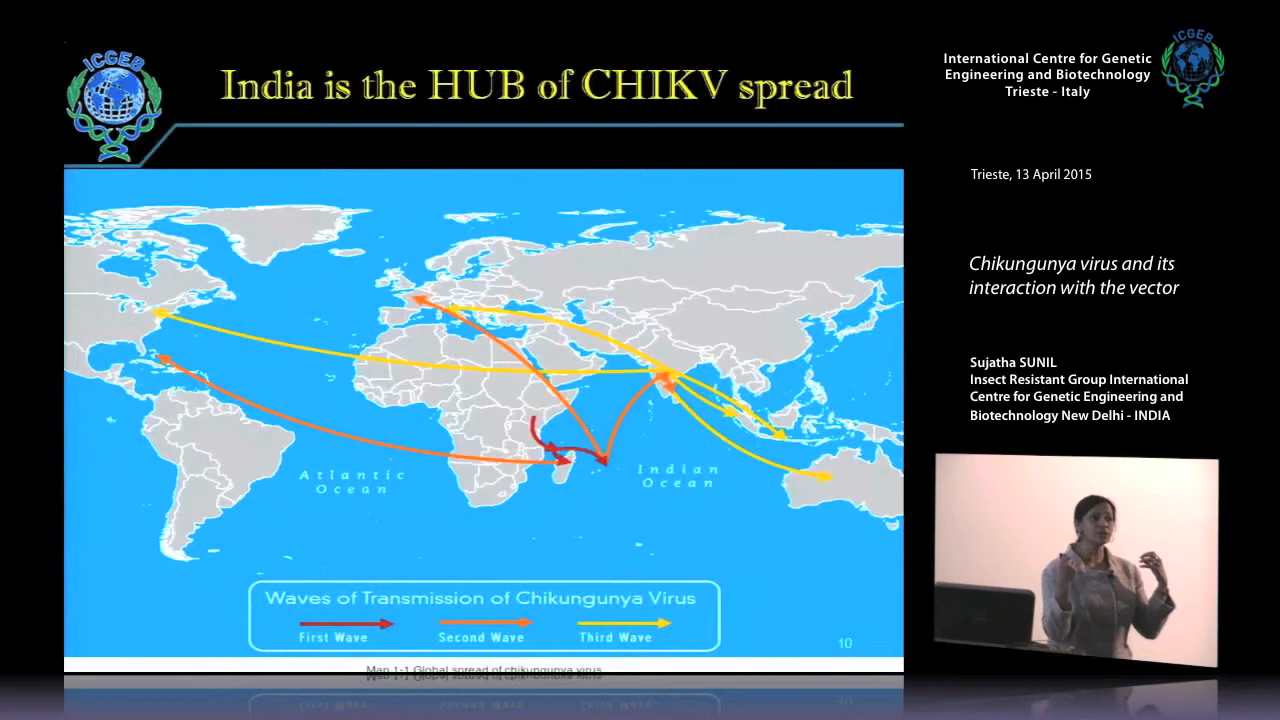 ICGEB
India is the HUB of CHIKV spread
International Centre for Genetic
Engineering and Biotechnology
Trieste - Italy
ICGEB
Trieste, 13 April 2015
Chikungunya virus and its
interaction with the vector
Sujatha SUNIL
Insect Resistant Group International
Centre for Genetic Engineering and
Biotechnology New Delhi - INDIA
Atlantic
Ocean
Indian
Ocean
Waves of Transmission of Chikungunya Virus
First Wave
Second Wave
Third Wave
10
Map 1-1 Global spread of chikungunya virus